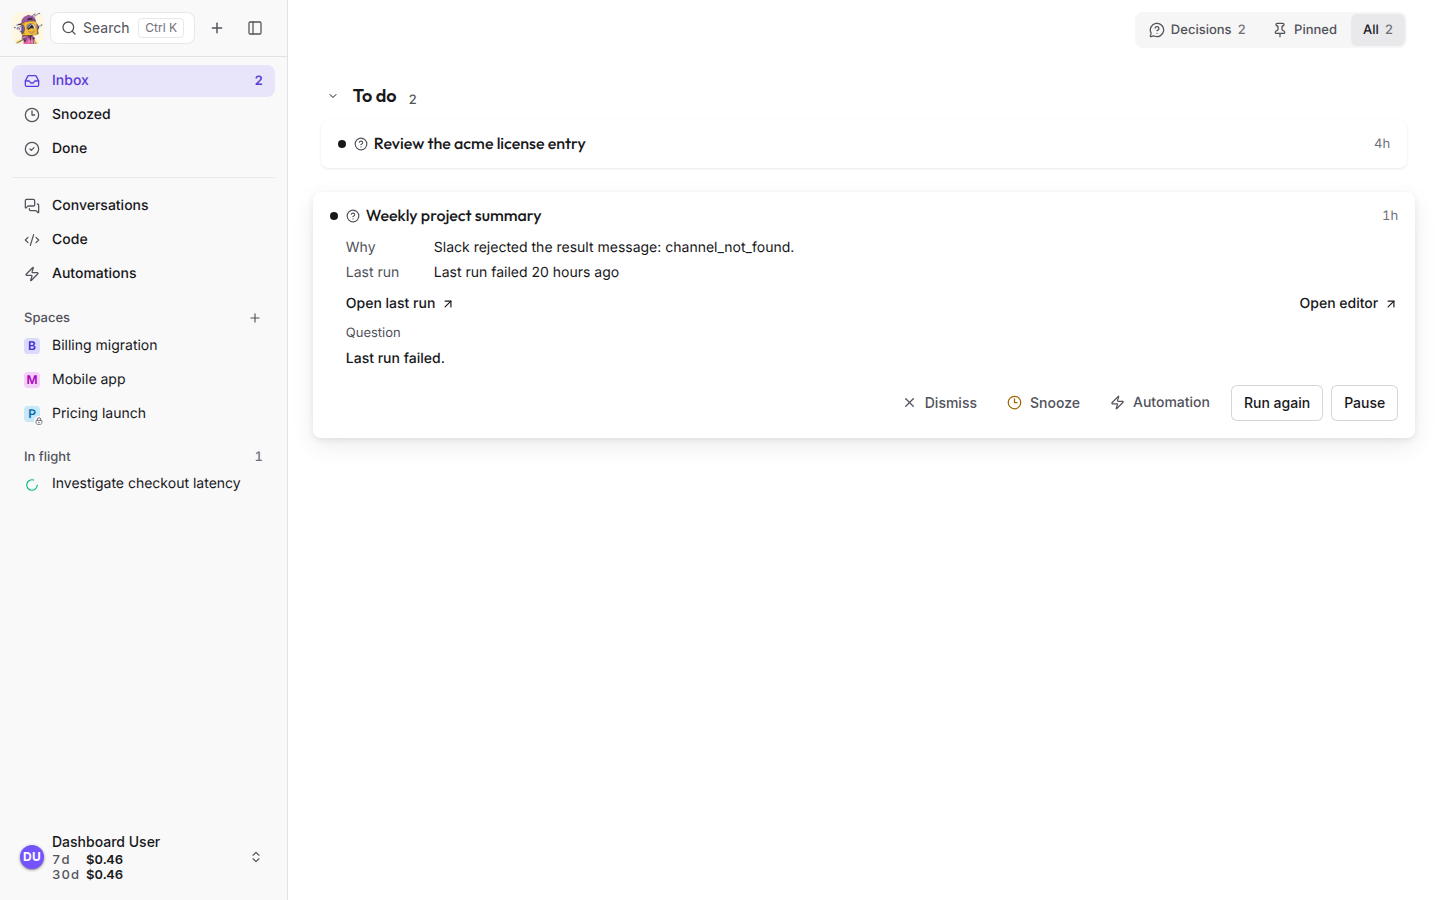 Search Ctrl K
Decisions 2
Pinned
All 2
Inbox 2
Snoozed
Done
Conversations
Code
Automations
Spaces
B Billing migration
M Mobile app
P Pricing launch
In flight 1
Investigate checkout latency
DU Dashboard User
7d $0.46
30d $0.46
To do 2
Review the acme license entry 4h
Weekly project summary 1h
Why Slack rejected the result message: channel_not_found.
Last run Last run failed 20 hours ago
Open last run Open editor
Question
Last run failed.
Dismiss Snooze Automation Run again Pause